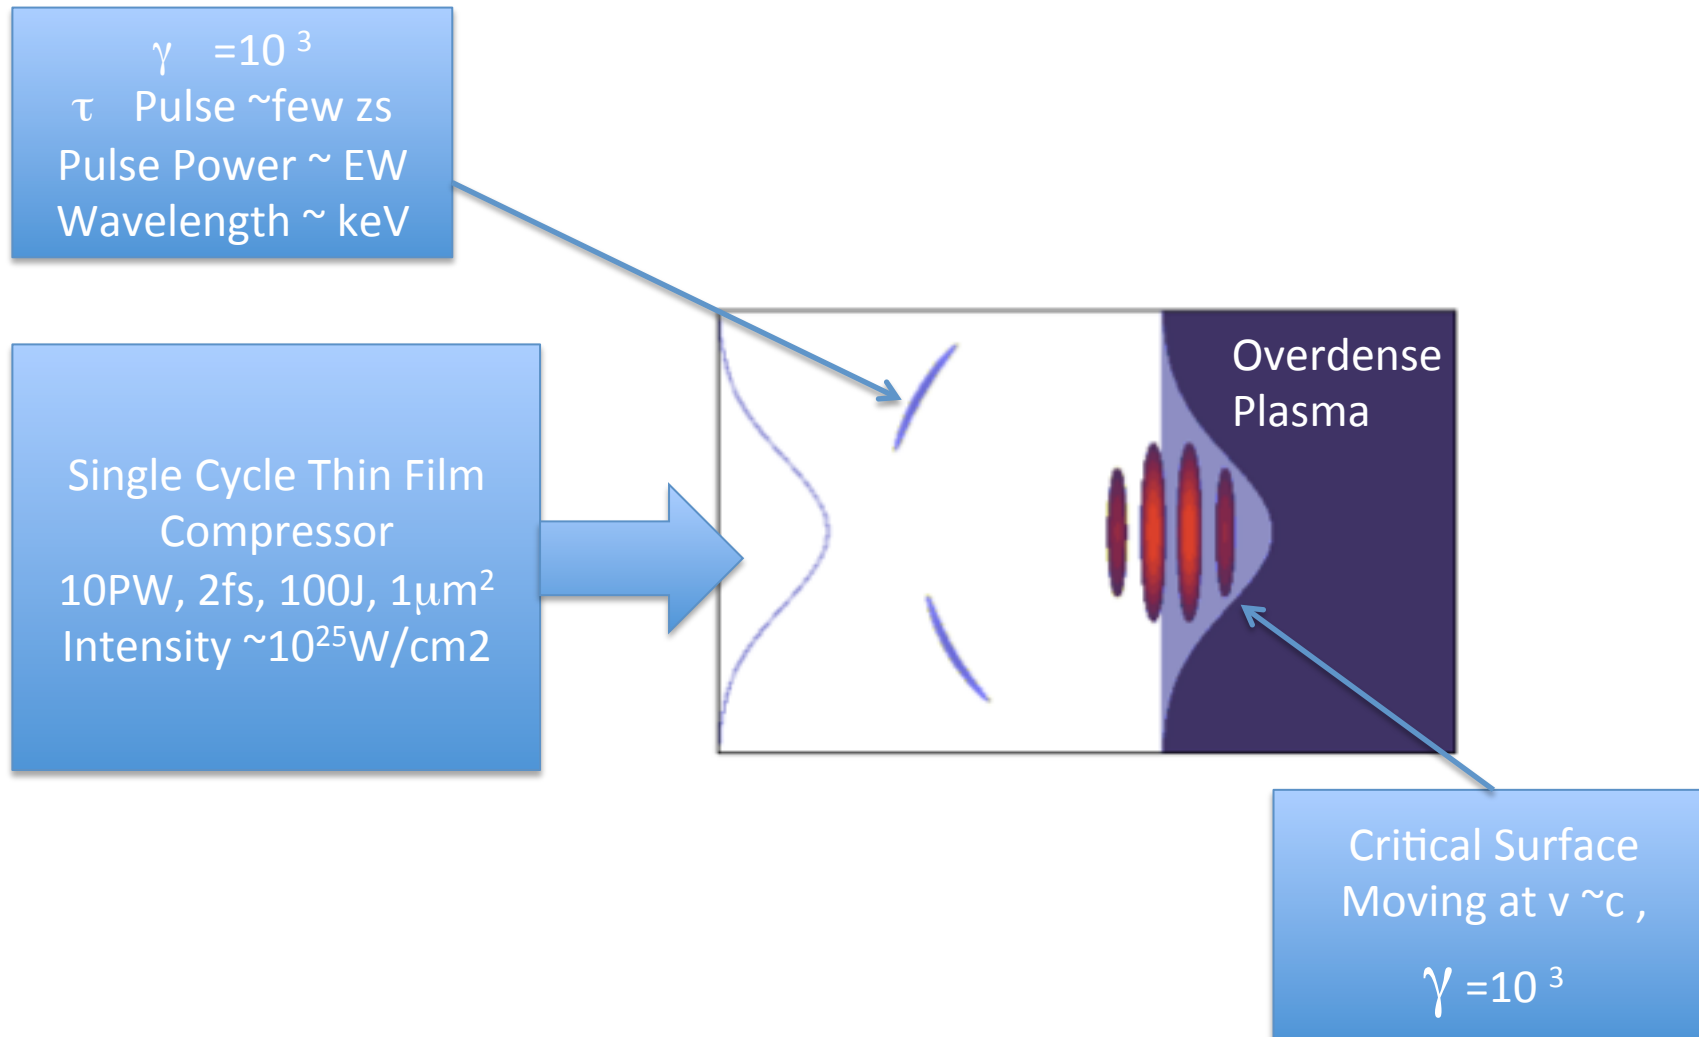 γ =10 ³
τ Pulse ~few zs
Pulse Power ~ EW
Wavelength ~ keV
Single Cycle Thin Film
Compressor
10PW, 2fs, 100J, 1μm²
Intensity ~10²⁵W/cm2
Overdense
Plasma
Critical Surface
Moving at v ~c ,
γ =10 ³